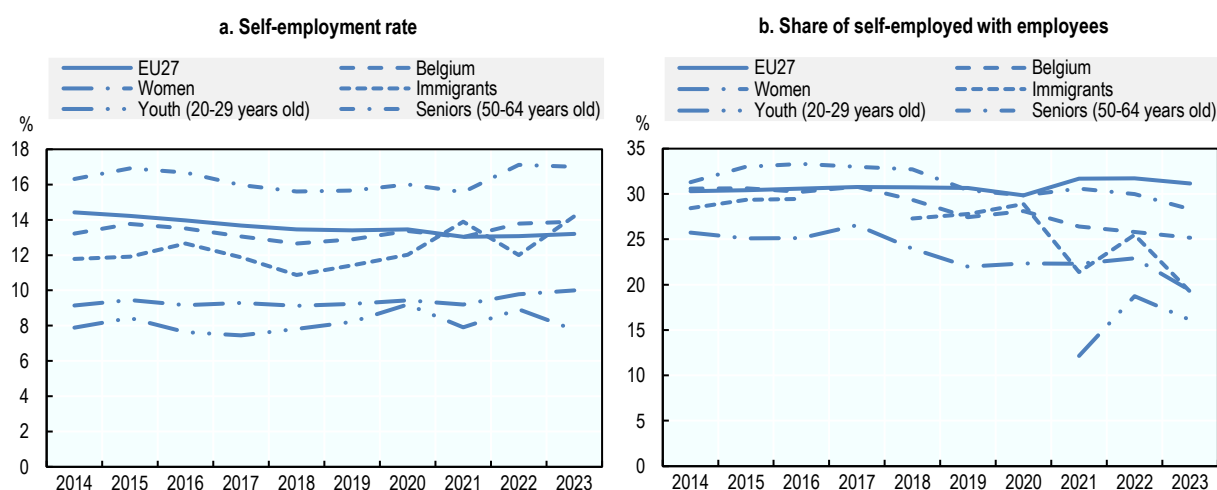 a. Self-employment rate
EU27
Belgium
Women
Immigrants
Youth (20-29 years old)
Seniors (50-64 years old)
%
18
16
14
12
10
8
6
4
2
0
2014 2015 2016 2017 2018 2019 2020 2021 2022 2023
b. Share of self-employed with employees
EU27
Belgium
Women
Immigrants
Youth (20-29 years old)
Seniors (50-64 years old)
%
35
30
25
20
15
10
5
0
2014 2015 2016 2017 2018 2019 2020 2021 2022 2023